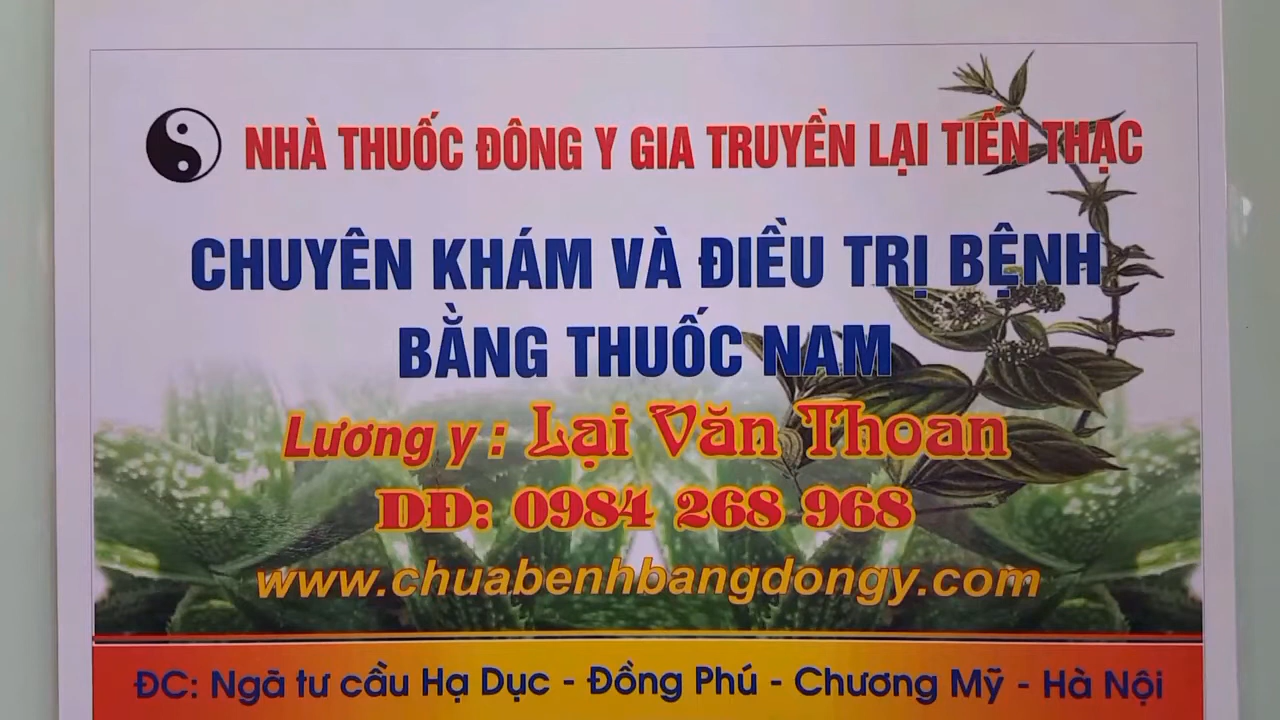 NHÀ THUỐC ĐÔNG Y GIA TRUYỀN LẠI TIẾN THẠC
CHUYÊN KHÁM VÀ ĐIỀU TRỊ BỆNH
BẰNG THUỐC NAM
Lương y : Lại Văn Thoan
DĐ: 0984 268 968
www.chuabenhbangdongy.com
ĐC: Ngã tư cầu Hạ Dục - Đồng Phú - Chương Mỹ - Hà Nội